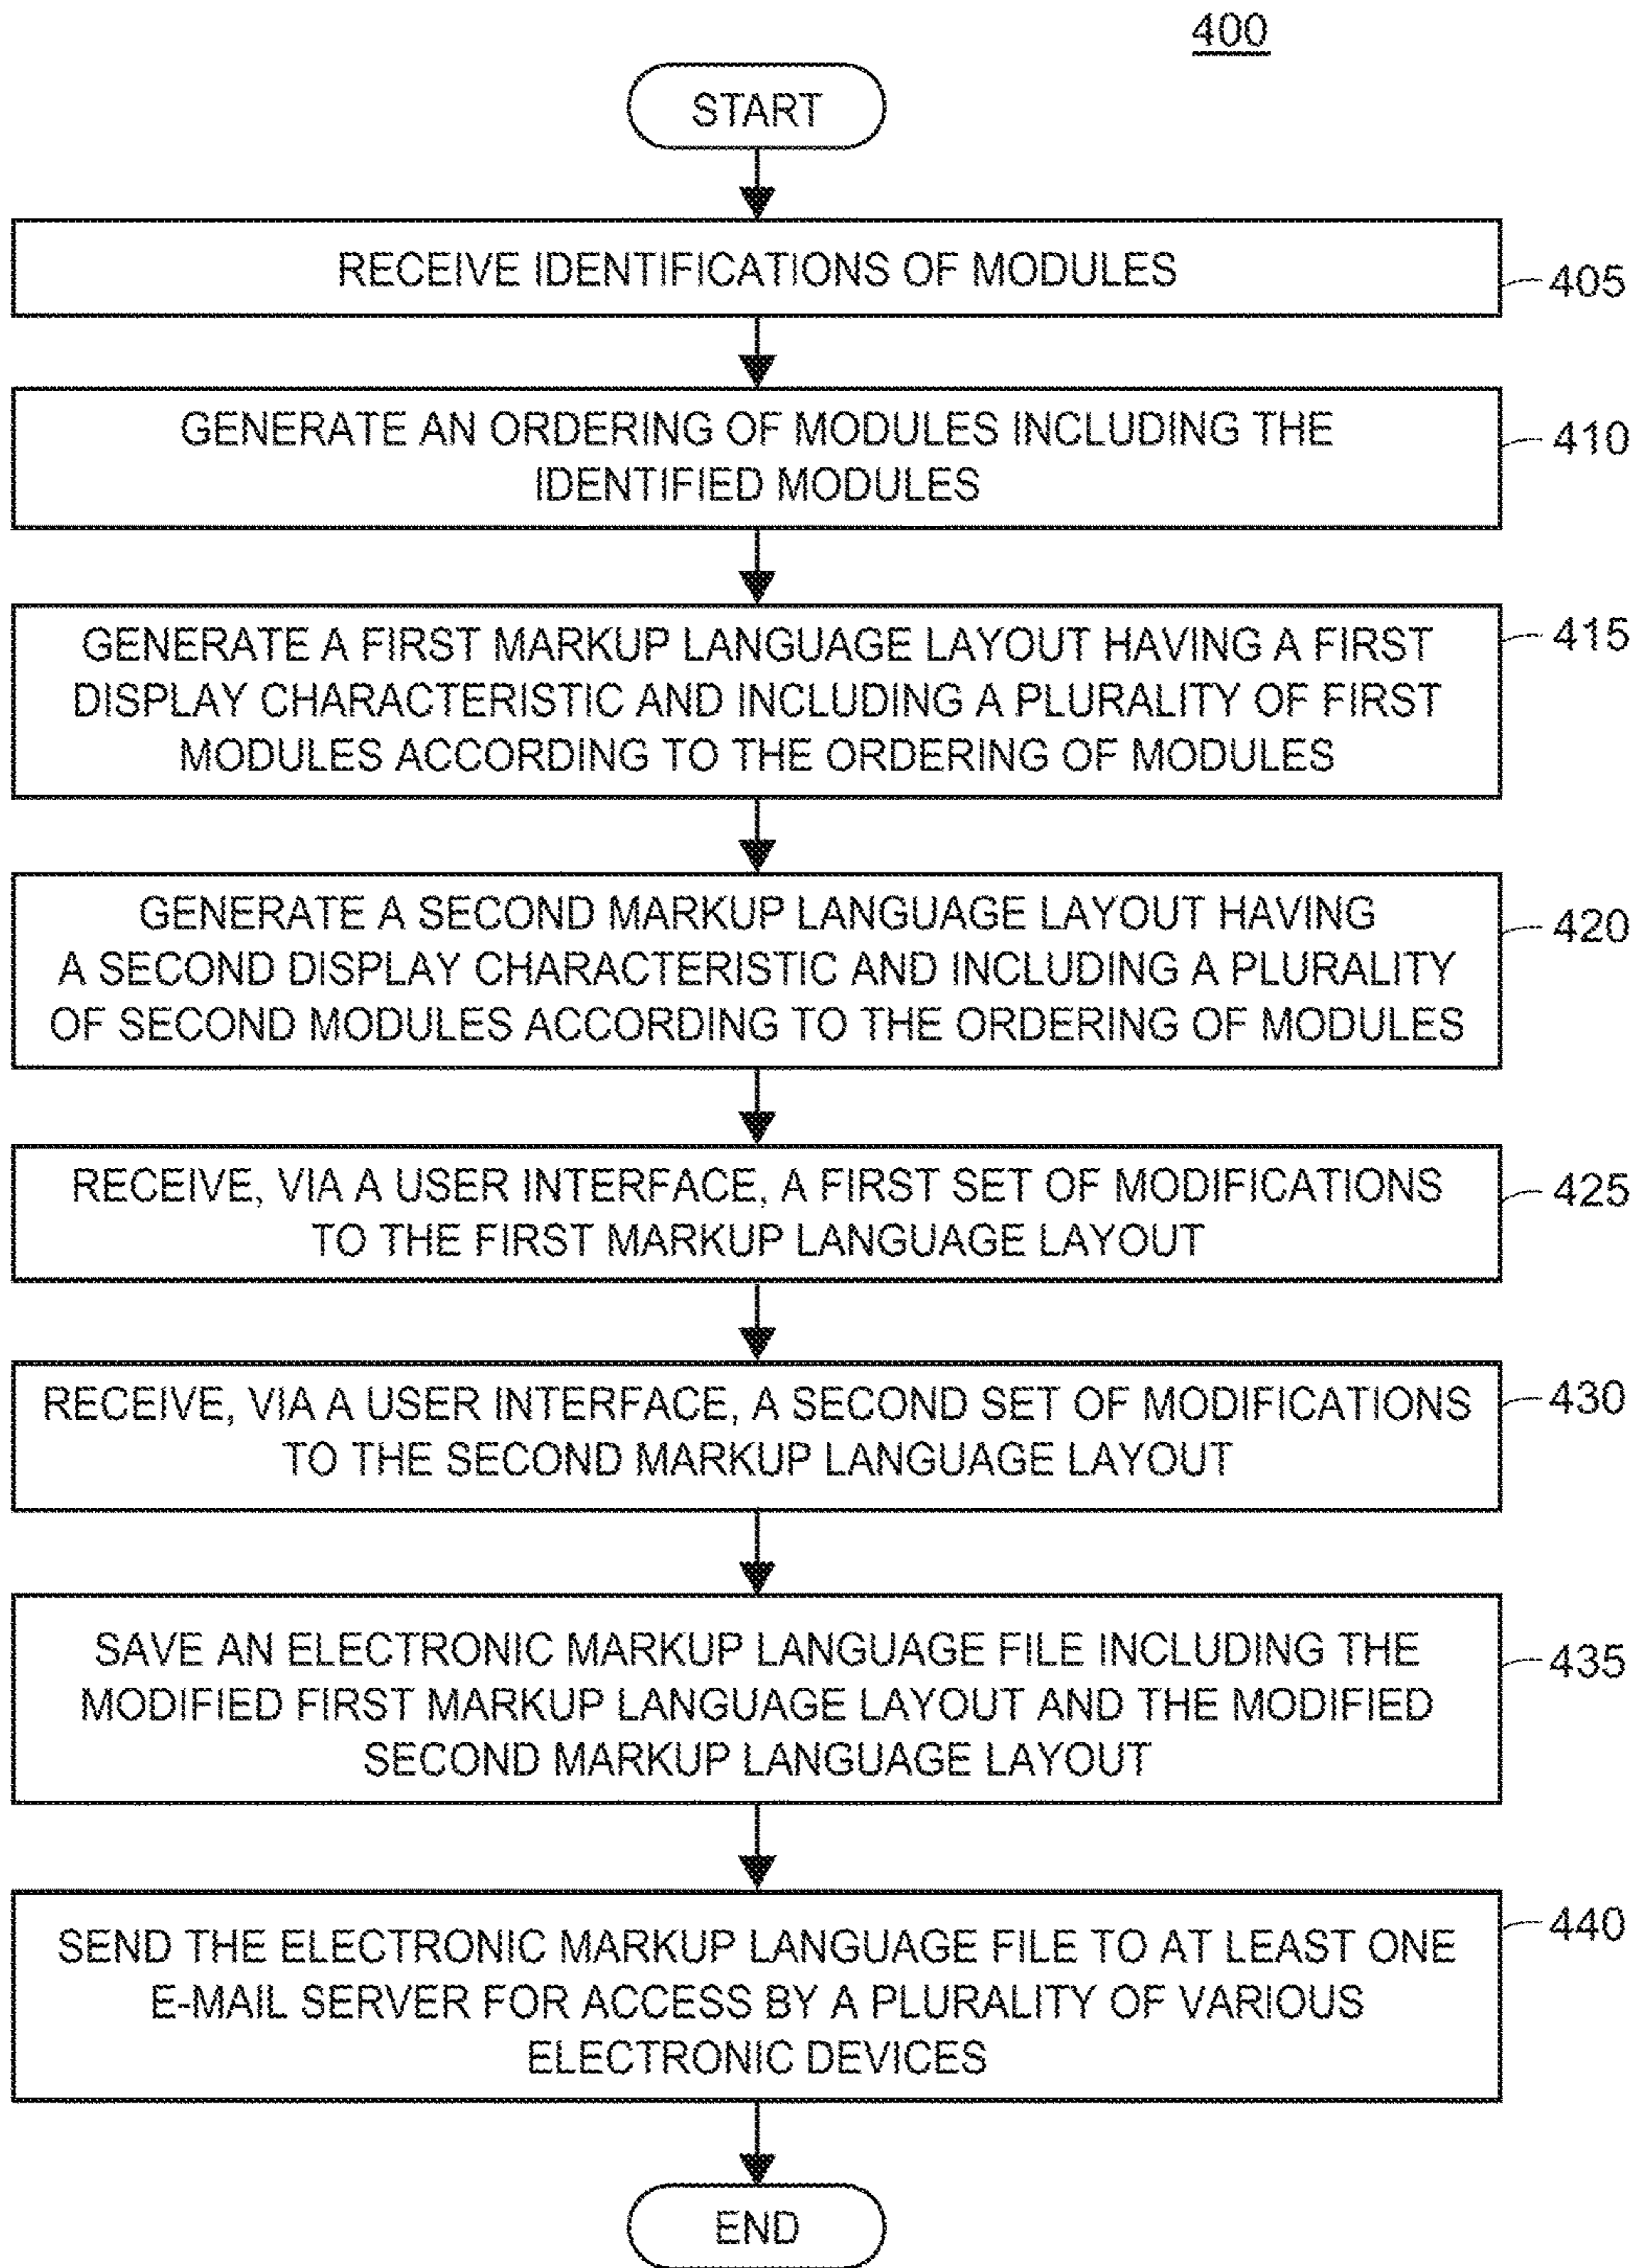 400
START
RECEIVE IDENTIFICATIONS OF MODULES
405
GENERATE AN ORDERING OF MODULES INCLUDING THE
IDENTIFIED MODULES
410
GENERATE A FIRST MARKUP LANGUAGE LAYOUT HAVING A FIRST
DISPLAY CHARACTERISTIC AND INCLUDING A PLURALITY OF FIRST
MODULES ACCORDING TO THE ORDERING OF MODULES
415
GENERATE A SECOND MARKUP LANGUAGE LAYOUT HAVING
A SECOND DISPLAY CHARACTERISTIC AND INCLUDING A PLURALITY
OF SECOND MODULES ACCORDING TO THE ORDERING OF MODULES
420
RECEIVE, VIA A USER INTERFACE, A FIRST SET OF MODIFICATIONS
TO THE FIRST MARKUP LANGUAGE LAYOUT
425
RECEIVE, VIA A USER INTERFACE, A SECOND SET OF MODIFICATIONS
TO THE SECOND MARKUP LANGUAGE LAYOUT
430
SAVE AN ELECTRONIC MARKUP LANGUAGE FILE INCLUDING THE
MODIFIED FIRST MARKUP LANGUAGE LAYOUT AND THE MODIFIED
SECOND MARKUP LANGUAGE LAYOUT
435
SEND THE ELECTRONIC MARKUP LANGUAGE FILE TO AT LEAST ONE
E-MAIL SERVER FOR ACCESS BY A PLURALITY OF VARIOUS
ELECTRONIC DEVICES
440
END